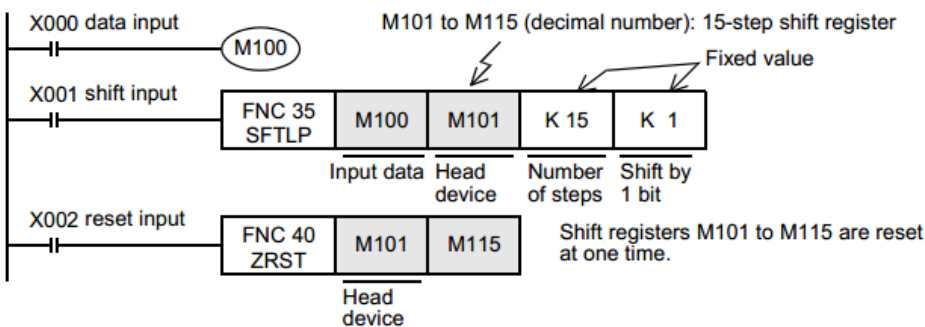 X000 data input
M101 to M115 (decimal number): 15-step shift register
M100
Fixed value
X001 shift input
FNC 35
SFTLP
M100
M101
K 15
K 1
Input data
Head
device
Number
of steps
Shift by
1 bit
X002 reset input
FNC 40
ZRST
M101
M115
Shift registers M101 to M115 are reset
at one time.
Head
device